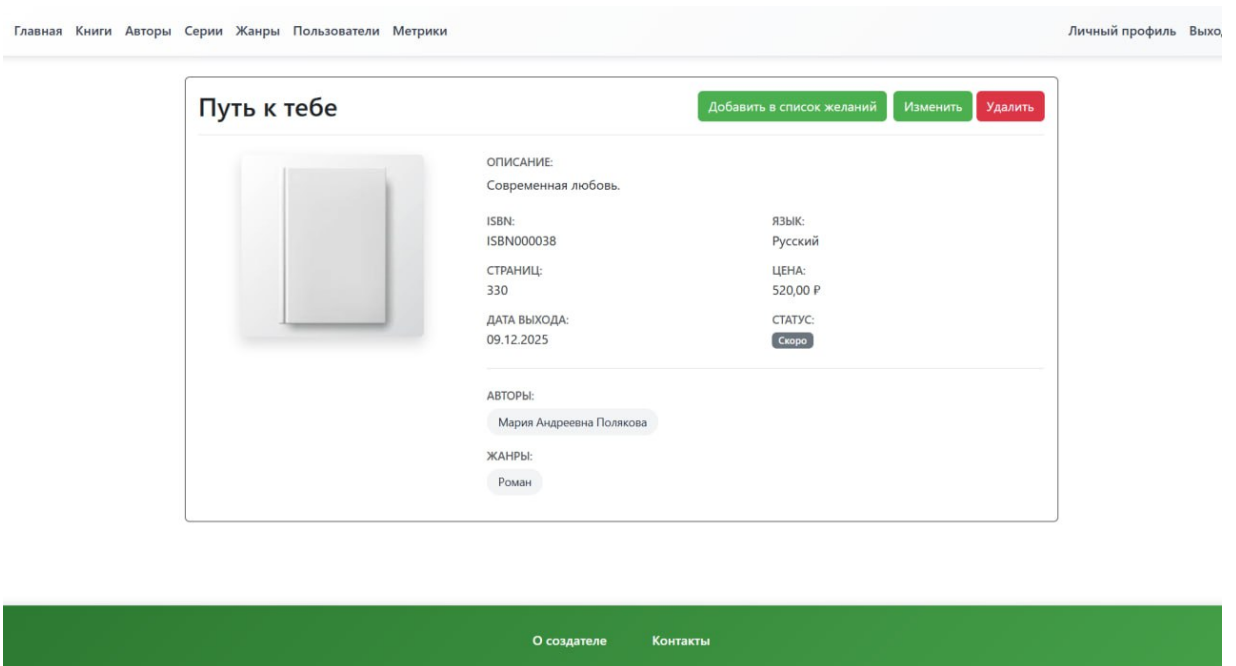 Главная Книги Авторы Серии Жанры Пользователи Метрики Личный профиль
Путь к тебе Добавить в список желаний Изменить Удалить
ОПИСАНИЕ:
Современная любовь.
ISBN: ЯЗЫК:
ISBN000038 Русский
СТРАНИЦ: ЦЕНА:
330 520,00 ₽
ДАТА ВЫХОДА: СТАТУС:
09.12.2025 Скоро
АВТОРЫ:
Мария Андреевна Полякова
ЖАНРЫ:
Роман
О создателе Контакты